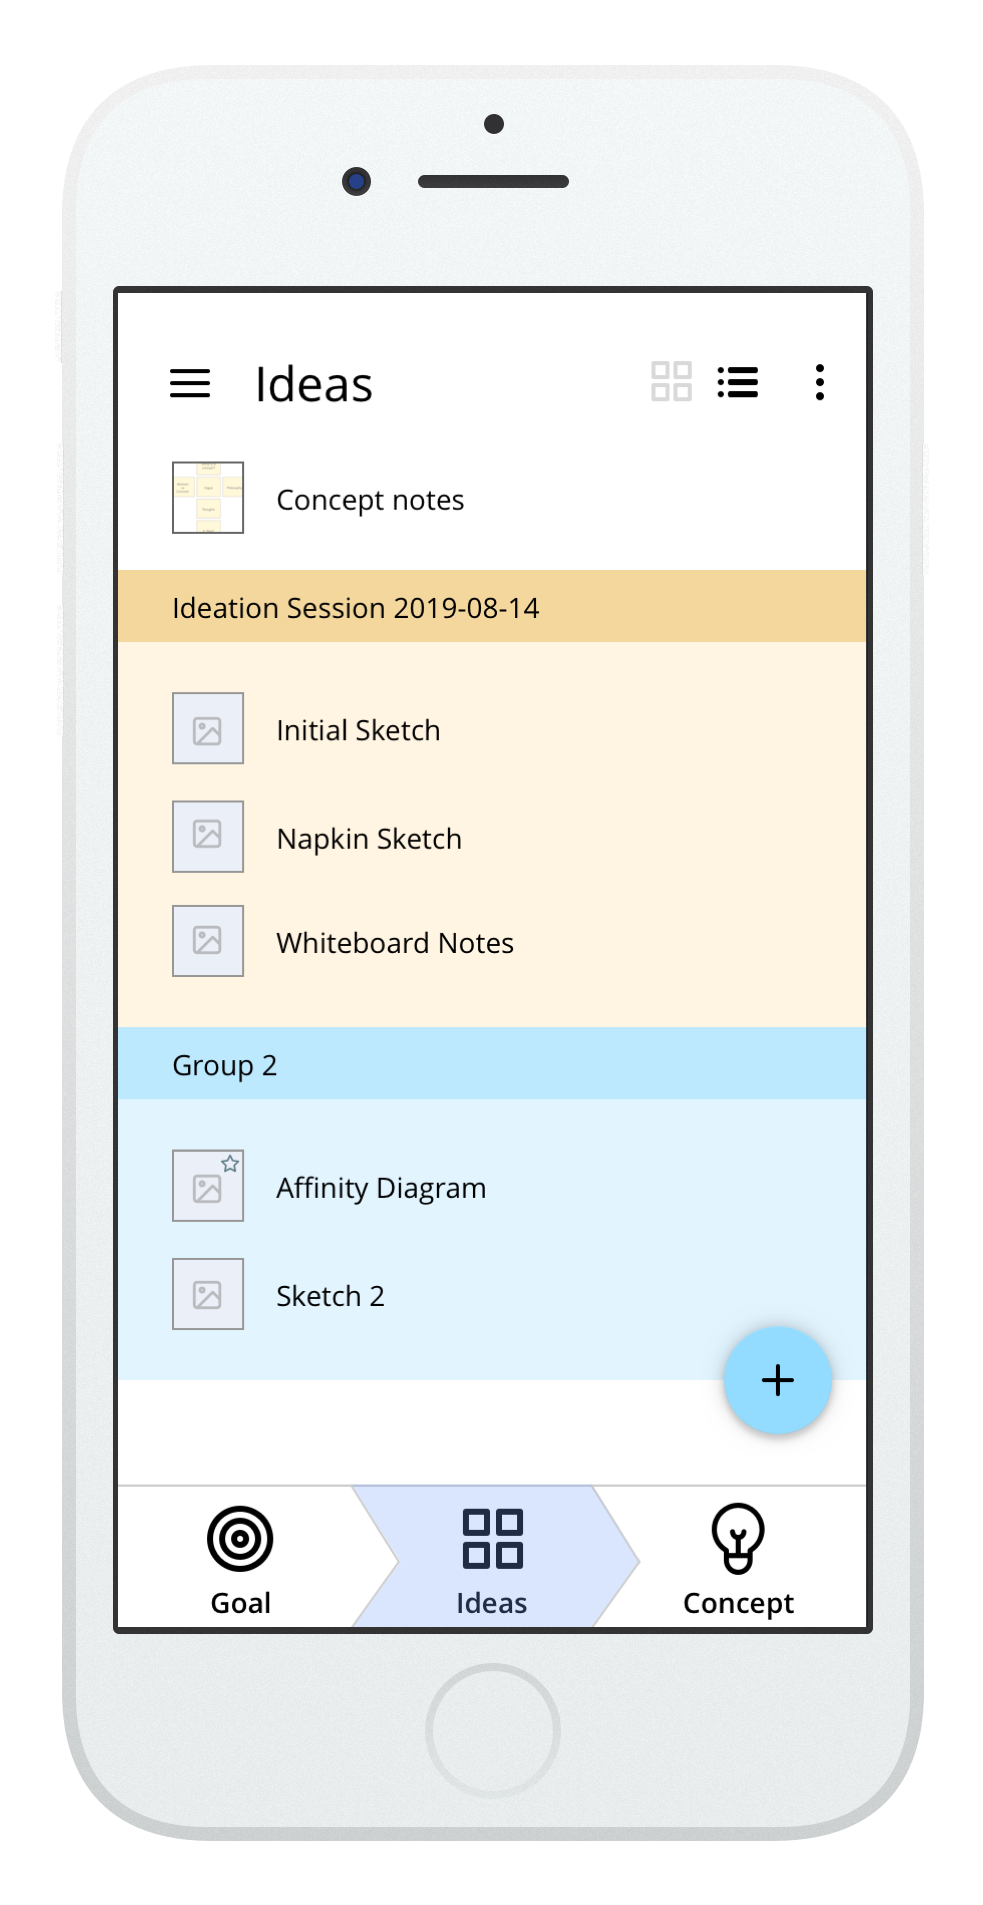 Ideas
Concept notes
Ideation Session 2019-08-14
Initial Sketch
Napkin Sketch
Whiteboard Notes
Group 2
Affinity Diagram
Sketch 2
Goal
Ideas
Concept